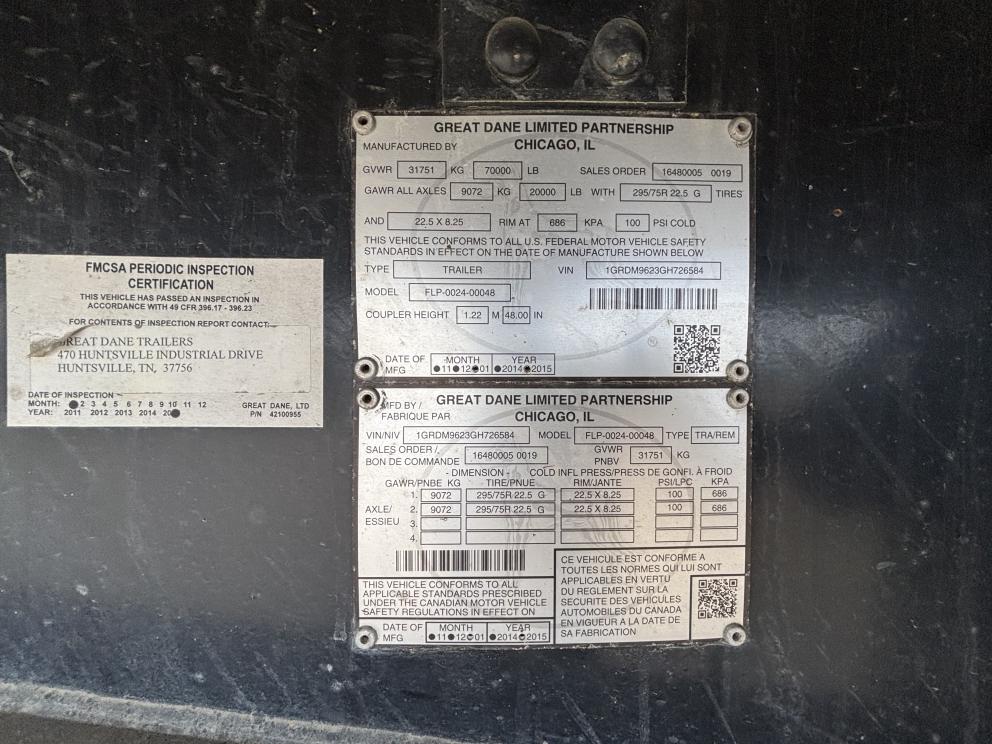 FMCSA PERIODIC INSPECTION
CERTIFICATION
THIS VEHICLE HAS PASSED AN INSPECTION IN
ACCORDANCE WITH 49 CFR 396.17 - 396.23
FOR CONTENTS OF INSPECTION REPORT CONTACT:
GREAT DANE TRAILERS
470 HUNTSVILLE INDUSTRIAL DRIVE
HUNTSVILLE, TN, 37756
DATE OF INSPECTION
MONTH: 2 3 4 5 6 7 8 9 10 11 12
YEAR: 2011 2012 2013 2014 20
GREAT DANE, LTD
P/N 42100955
GREAT DANE LIMITED PARTNERSHIP
MANUFACTURED BY CHICAGO, IL
GVWR 31751 KG 70000 LB SALES ORDER 16480005 0019
GAWR ALL AXLES 9072 KG 20000 LB WITH 295/75R 22.5 G TIRES
AND 22.5 X 8.25 RIM AT 686 KPA 100 PSI COLD
THIS VEHICLE CONFORMS TO ALL U.S. FEDERAL MOTOR VEHICLE SAFETY
STANDARDS IN EFFECT ON THE DATE OF MANUFACTURE SHOWN BELOW
TYPE TRAILER VIN 1GRDM9623GH726584
MODEL FLP-0024-00048
COUPLER HEIGHT 1.22 M 48.00 IN
DATE OF MFG
MONTH YEAR
11 12 01 2014 2015
®
MFD BY / FABRIQUE PAR
GREAT DANE LIMITED PARTNERSHIP
CHICAGO, IL
VIN/NIV 1GRDM9623GH726584 MODEL FLP-0024-00048 TYPE TRA/REM
SALES ORDER / BON DE COMMANDE 16480005 0019 GVWR PNBV 31751 KG
- DIMENSION - COLD INFL PRESS/PRESS DE GONFI. À FROID
GAWR/PNBE KG TIRE/PNUE RIM/JANTE PSI/LPC KPA
1. 9072 295/75R 22.5 G 22.5 X 8.25 100 686
AXLE/ ESSIEU 2. 9072 295/75R 22.5 G 22.5 X 8.25 100 686
3.
4.
THIS VEHICLE CONFORMS TO ALL
APPLICABLE STANDARDS PRESCRIBED
UNDER THE CANADIAN MOTOR VEHICLE
SAFETY REGULATIONS IN EFFECT ON
DATE OF MFG
MONTH YEAR
11 12 01 2014 2015
CE VEHICULE EST CONFORME A
TOUTES LES NORMES QUI LUI SONT
APPLICABLES EN VERTU
DU REGLEMENT SUR LA
SECURITE DES VEHICULES
AUTOMOBILES DU CANADA
EN VIGUEUR A LA DATE DE
SA FABRICATION